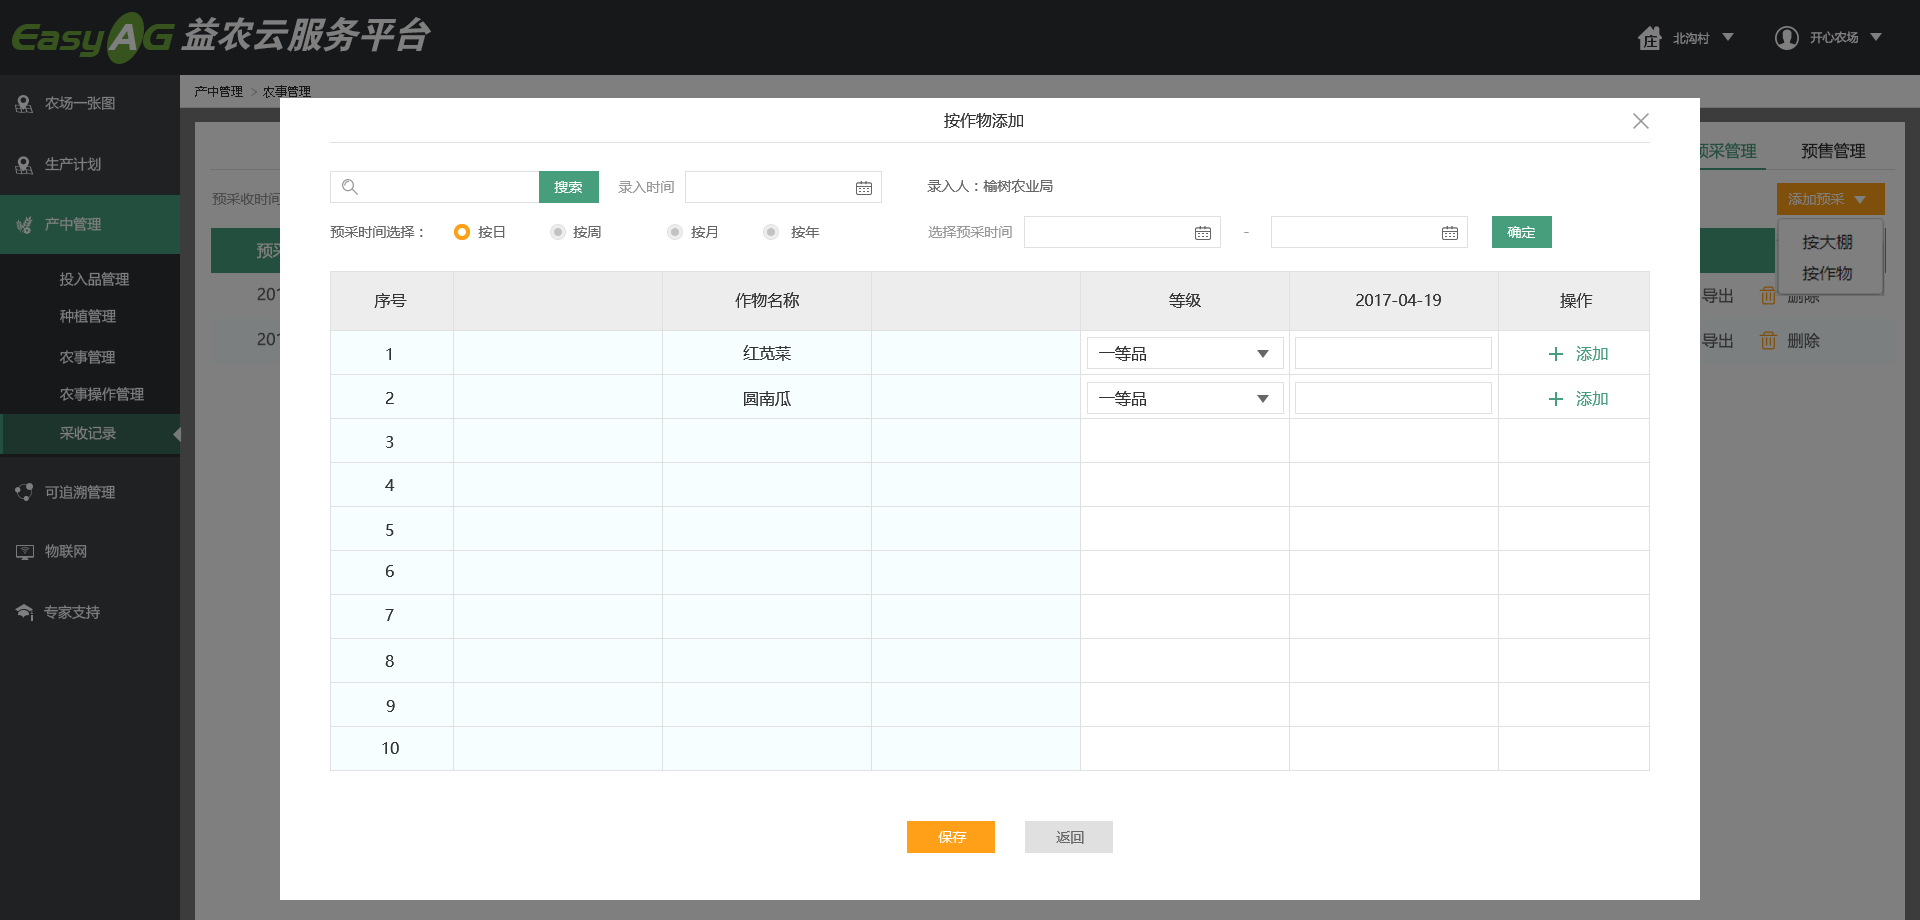 EasyAG 益农云服务平台
北沟村
开心农场
农场一张图
生产计划
产中管理
投入品管理
种植管理
农事管理
农事操作管理
采收记录
可追溯管理
物联网
专家支持
产中管理 > 农事管理
采管理
预售管理
预采收时间
添加预采
按大棚
按作物
预采
201
导出 删除
201
导出 删除
按作物添加
搜索 录入时间 录入人：榆树农业局
预采时间选择： 按日 按周 按月 按年 选择预采时间 - 确定
序号 作物名称 等级 2017-04-19 操作
1 红苋菜 一等品 + 添加
2 圆南瓜 一等品 + 添加
3
4
5
6
7
8
9
10
保存 返回